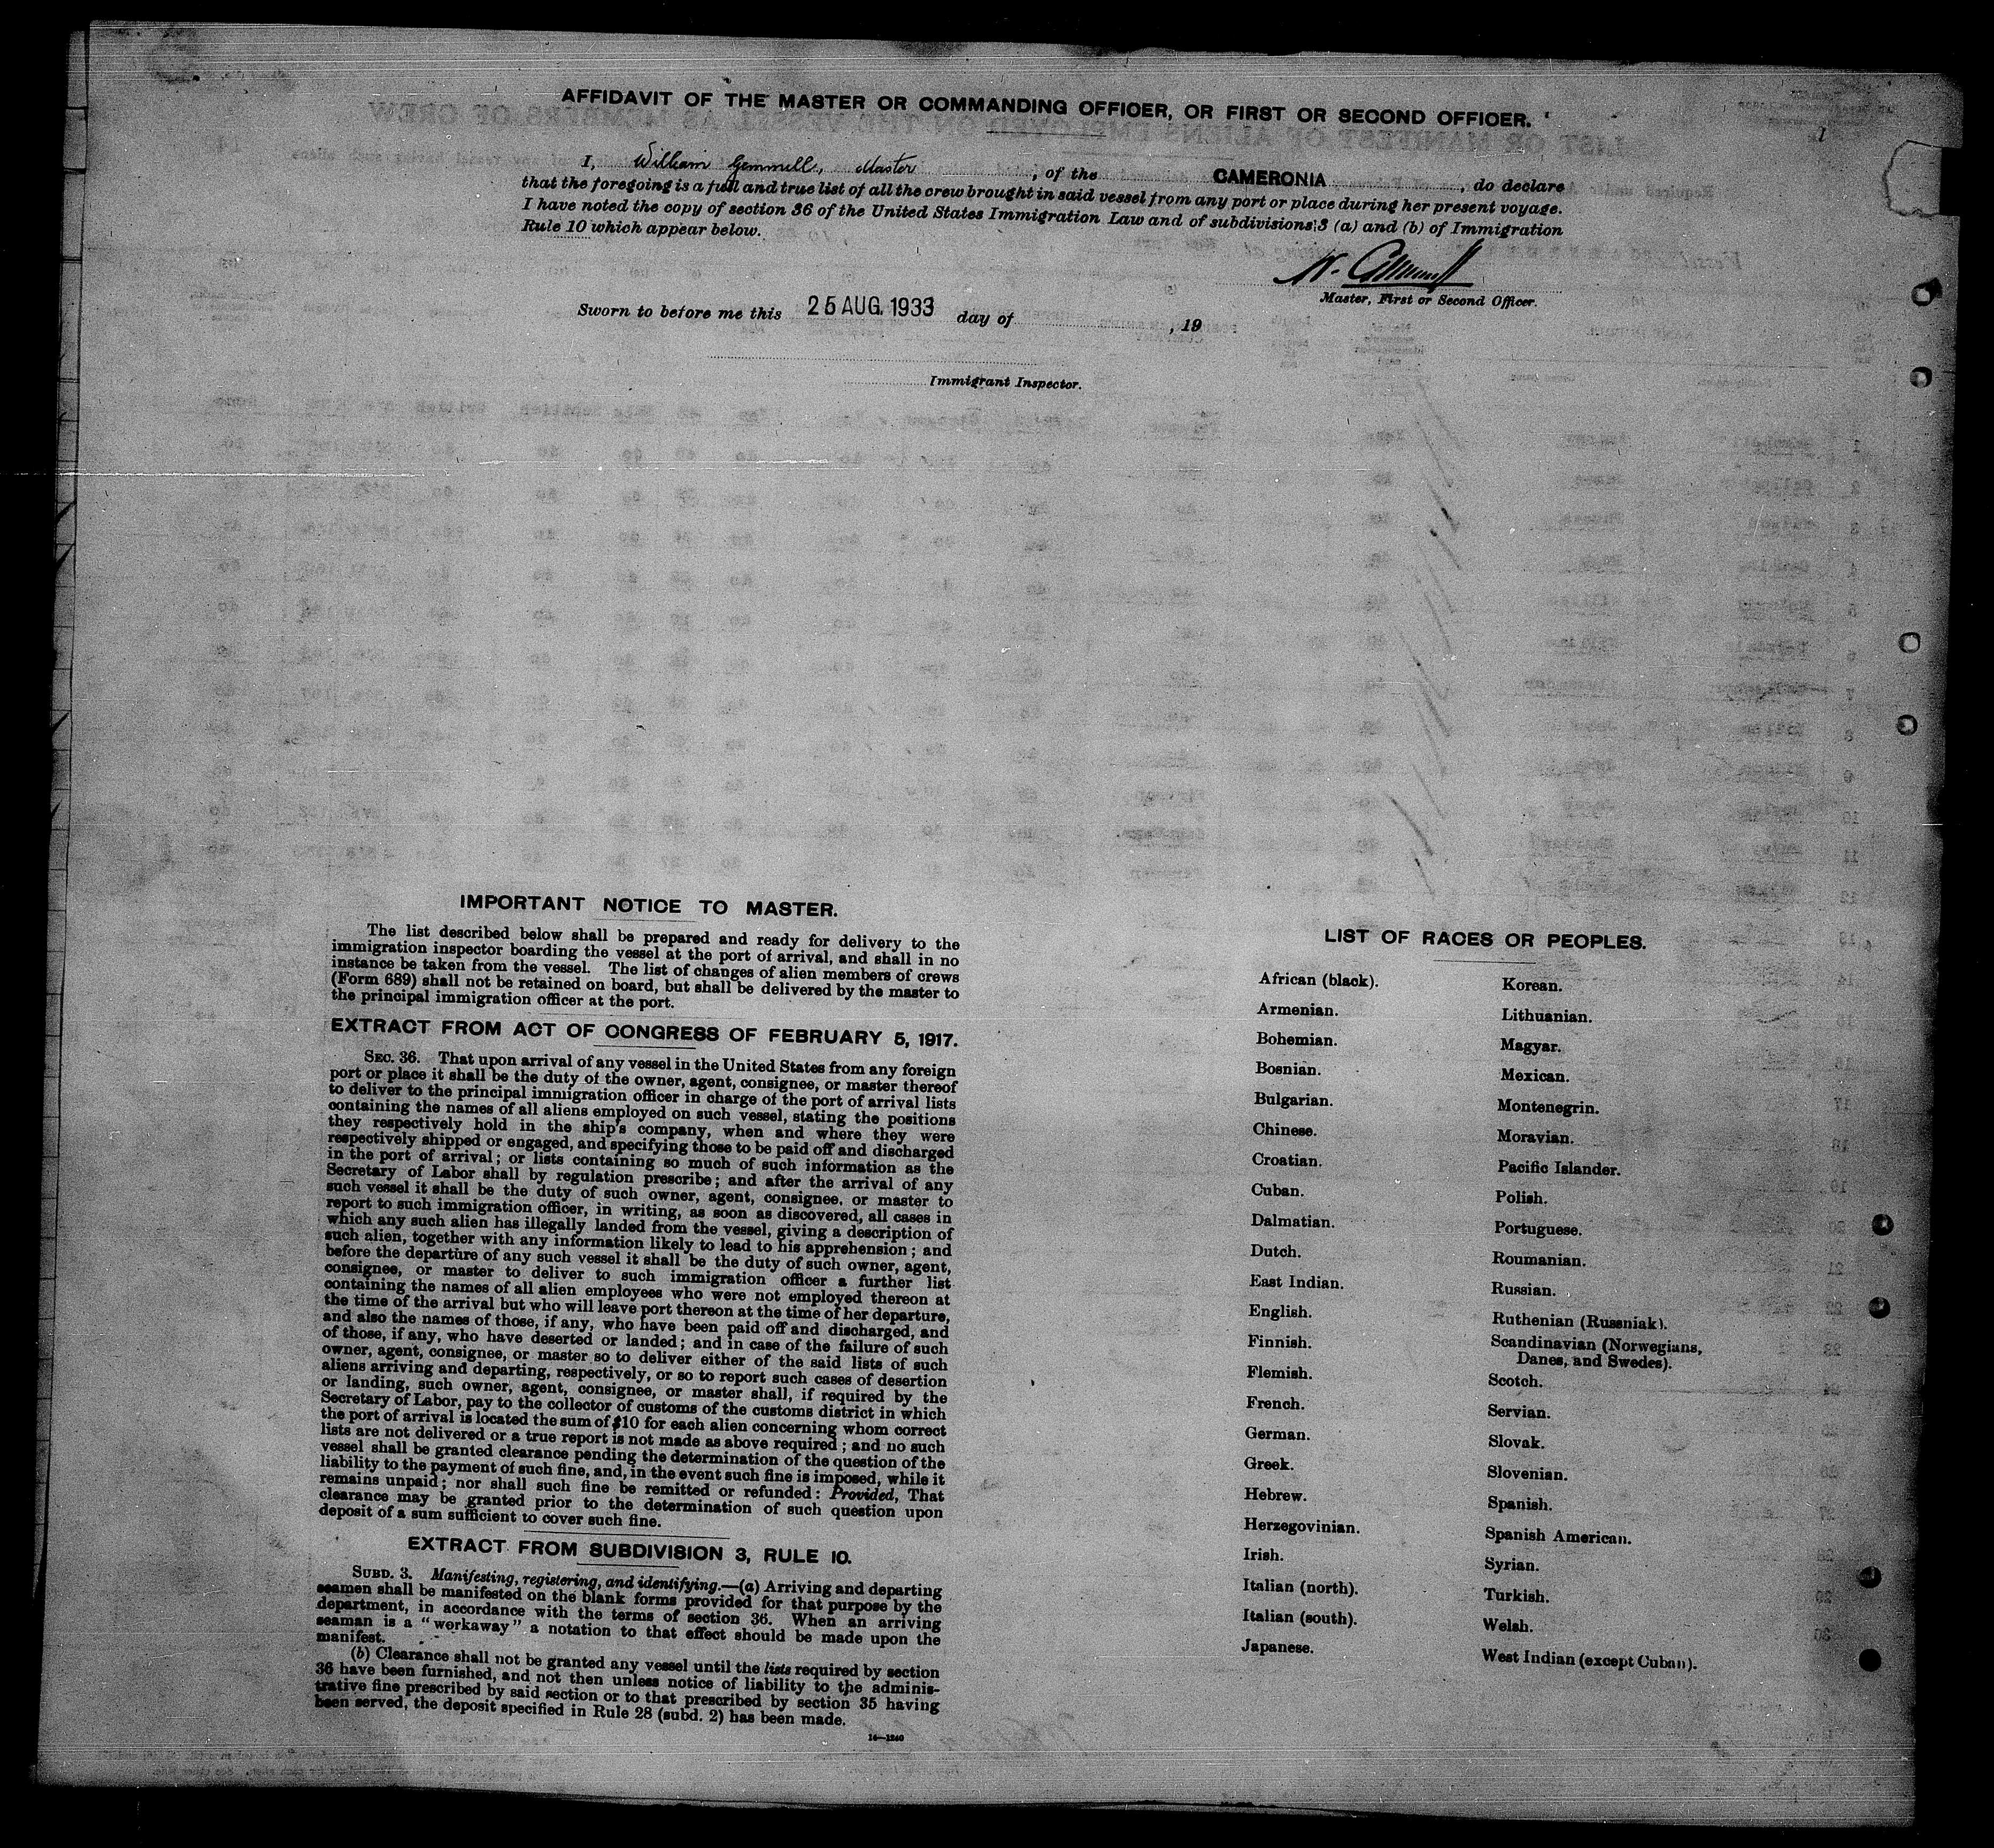 AFFIDAVIT OF THE MASTER OR COMMANDING OFFICER, OR FIRST OR SECOND OFFICER.
I, William Gemmell, Master, of the CAMERONIA, do declare
that the foregoing is a full and true list of all the crew brought in said vessel from any port or place during her present voyage.
I have noted the copy of section 36 of the United States Immigration Law and of subdivisions 3 (a) and (b) of Immigration
Rule 10 which appear below.
W. Gemmell
Master, First or Second Officer.
Sworn to before me this 25 AUG. 1933 day of , 19
Immigrant Inspector.
IMPORTANT NOTICE TO MASTER.
The list described below shall be prepared and ready for delivery to the
immigration inspector boarding the vessel at the port of arrival, and shall in no
instance be taken from the vessel. The list of changes of alien members of crews
(Form 689) shall not be retained on board, but shall be delivered by the master to
the principal immigration officer at the port.
EXTRACT FROM ACT OF CONGRESS OF FEBRUARY 5, 1917.
SEC. 36. That upon arrival of any vessel in the United States from any foreign
port or place it shall be the duty of the owner, agent, consignee, or master thereof
to deliver to the principal immigration officer in charge of the port of arrival lists
containing the names of all aliens employed on such vessel, stating the positions
they respectively hold in the ship's company, when and where they were
respectively shipped or engaged, and specifying those to be paid off and discharged
in the port of arrival; or lists containing so much of such information as the
Secretary of Labor shall by regulation prescribe; and after the arrival of any
such vessel it shall be the duty of such owner, agent, consignee, or master to
report to such immigration officer, in writing, as soon as discovered, all cases in
which any such alien has illegally landed from the vessel, giving a description of
such alien, together with any information likely to lead to his apprehension; and
before the departure of any such vessel it shall be the duty of such owner, agent,
consignee, or master to deliver to such immigration officer a further list
containing the names of all alien employees who were not employed thereon at
the time of the arrival but who will leave port thereon at the time of her departure,
and also the names of those, if any, who have been paid off and discharged, and
of those, if any, who have deserted or landed; and in case of the failure of such
owner, agent, consignee, or master so to deliver either of the said lists of such
aliens arriving and departing, respectively, or so to report such cases of desertion
or landing, such owner, agent, consignee, or master shall, if required by the
Secretary of Labor, pay to the collector of customs of the customs district in which
the port of arrival is located the sum of $10 for each alien concerning whom correct
lists are not delivered or a true report is not made as above required; and no such
vessel shall be granted clearance pending the determination of the question of the
liability to the payment of such fine, and, in the event such fine is imposed, while it
remains unpaid; nor shall such fine be remitted or refunded: Provided, That
clearance may be granted prior to the determination of such question upon
deposit of a sum sufficient to cover such fine.
EXTRACT FROM SUBDIVISION 3, RULE 10.
SUBD. 3. Manifesting, registering, and identifying.—(a) Arriving and departing
seamen shall be manifested on the blank forms provided for that purpose by the
department, in accordance with the terms of section 36. When an arriving
seaman is a "workaway" a notation to that effect should be made upon the
manifest.
(b) Clearance shall not be granted any vessel until the lists required by section
36 have been furnished, and not then unless notice of liability to the adminis-
trative fine prescribed by said section or to that prescribed by section 35 having
been served, the deposit specified in Rule 28 (subd. 2) has been made.
14—1240
LIST OF RACES OR PEOPLES.
African (black).
Armenian.
Bohemian.
Bosnian.
Bulgarian.
Chinese.
Croatian.
Cuban.
Dalmatian.
Dutch.
East Indian.
English.
Finnish.
Flemish.
French.
German.
Greek.
Hebrew.
Herzegovinian.
Irish.
Italian (north).
Italian (south).
Japanese.
Korean.
Lithuanian.
Magyar.
Mexican.
Montenegrin.
Moravian.
Pacific Islander.
Polish.
Portuguese.
Roumanian.
Russian.
Ruthenian (Russniak).
Scandinavian (Norwegians,
Danes, and Swedes).
Scotch.
Servian.
Slovak.
Slovenian.
Spanish.
Spanish American.
Syrian.
Turkish.
Welsh.
West Indian (except Cuban).